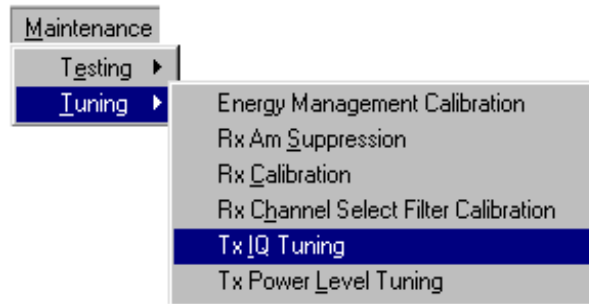 Maintenance
Testing
Tuning
Energy Management Calibration
Rx Am Suppression
Rx Calibration
Rx Channel Select Filter Calibration
Tx IQ Tuning
Tx Power Level Tuning